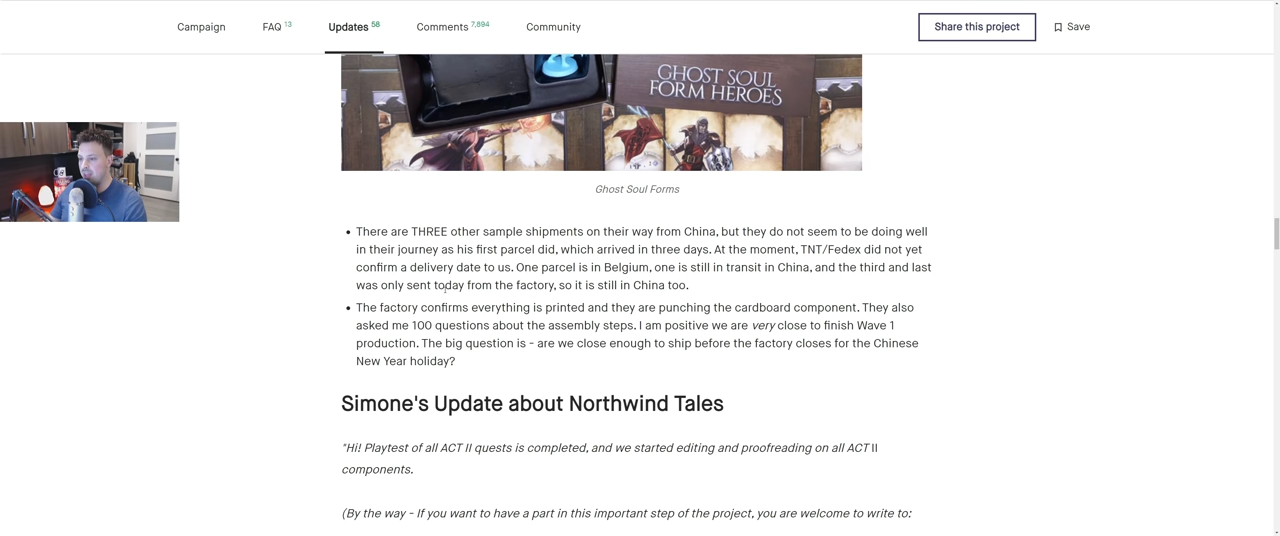 Campaign FAQ 13 Updates 58 Comments 7,894 Community Share this project Save
GHOST SOUL
FORM HEROES
Ghost Soul Forms
• There are THREE other sample shipments on their way from China, but they do not seem to be doing well
in their journey as his first parcel did, which arrived in three days. At the moment, TNT/Fedex did not yet
confirm a delivery date to us. One parcel is in Belgium, one is still in transit in China, and the third and last
was only sent today from the factory, so it is still in China too.
• The factory confirms everything is printed and they are punching the cardboard component. They also
asked me 100 questions about the assembly steps. I am positive we are very close to finish Wave 1
production. The big question is - are we close enough to ship before the factory closes for the Chinese
New Year holiday?
Simone's Update about Northwind Tales
"Hi! Playtest of all ACT II quests is completed, and we started editing and proofreading on all ACT II
components.
(By the way - If you want to have a part in this important step of the project, you are welcome to write to: